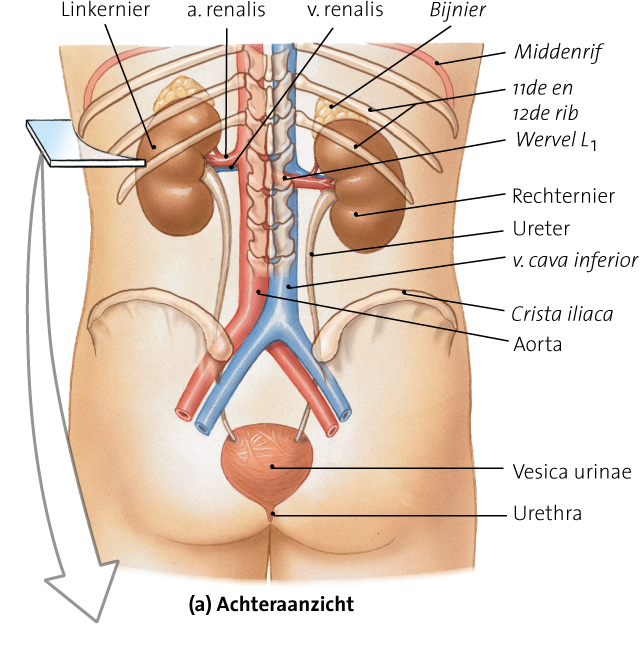 Linkernier
a. renalis
v. renalis
Bijnier
Middenrif
11de en
12de rib
Wervel L1
Rechternier
Ureter
v. cava inferior
Crista iliaca
Aorta
Vesica urinae
Urethra
(a) Achteraanzicht